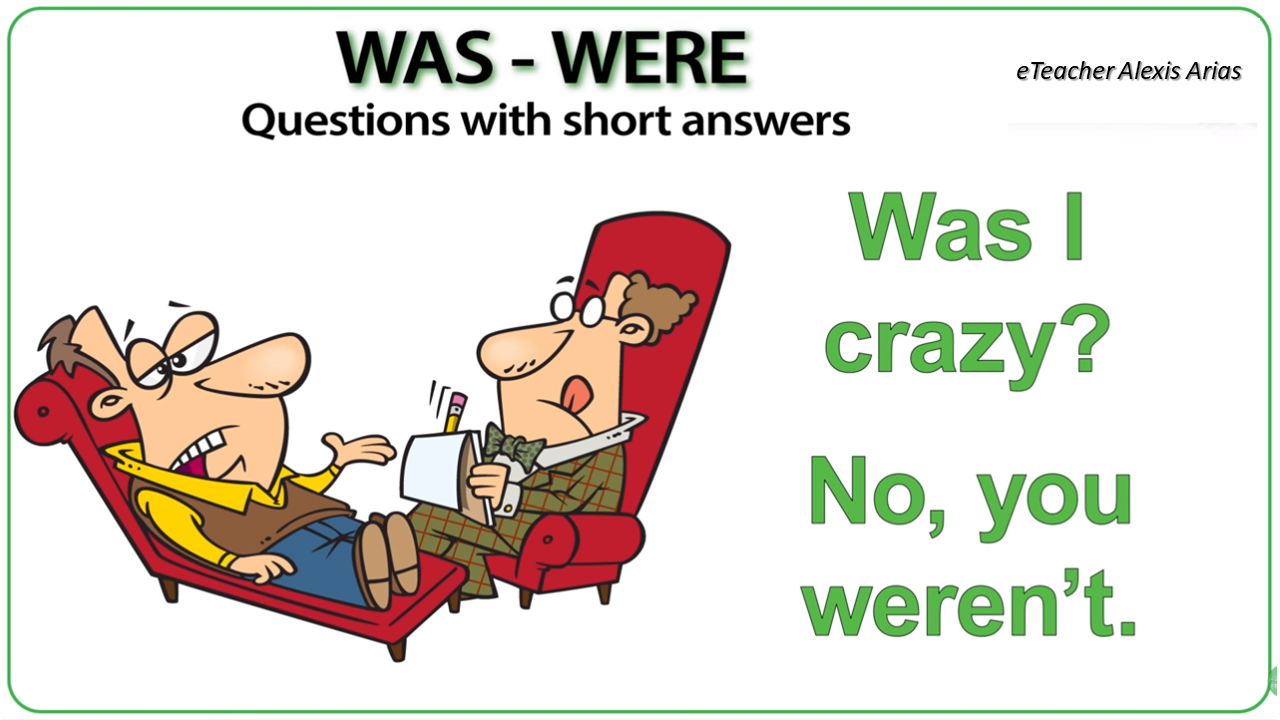 WAS - WERE
eTeacher Alexis Arias
Questions with short answers
Was I
crazy?
No, you
weren’t.